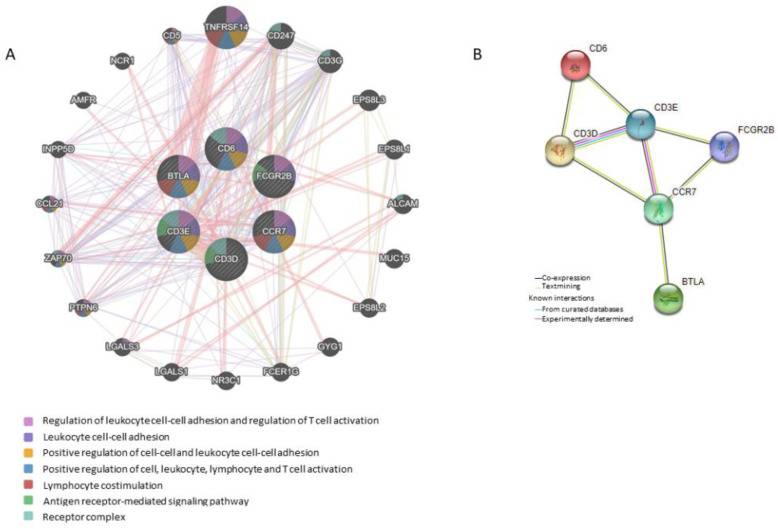 A
TNFRSF14
CD5
CD247
CD3G
NCR1
EPS8L3
AMFR
INPP5D
EPS8L1
CD6
BTLA
FCGR2B
CCL21
ALCAM
CD3E
CCR7
ZAP70
MUC15
CD3D
PTPN6
EPS8L2
LGALS3
GYG1
LGALS1
NR3C1
FCER1G
Regulation of leukocyte cell-cell adhesion and regulation of T cell activation
Leukocyte cell-cell adhesion
Positive regulation of cell-cell and leukocyte cell-cell adhesion
Positive regulation of cell, leukocyte, lymphocyte and T cell activation
Lymphocyte costimulation
Antigen receptor-mediated signaling pathway
Receptor complex
B
CD6
CD3E
CD3D
FCGR2B
CCR7
BTLA
Co-expression
Textmining
Known interactions
From curated databases
Experimentally determined